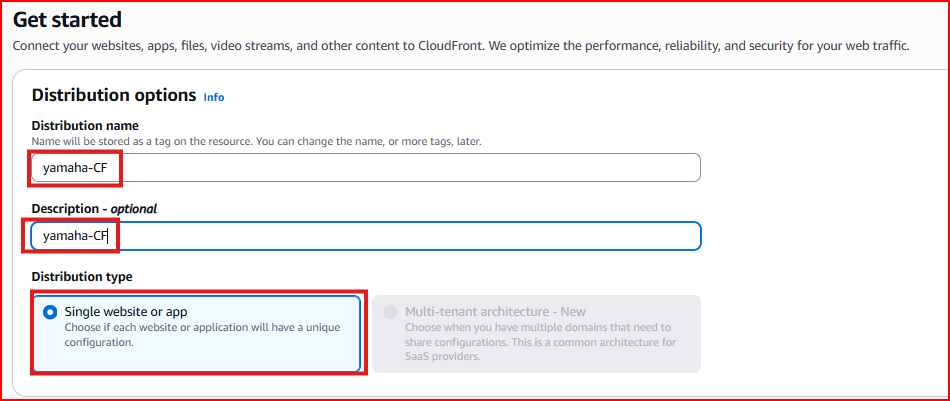 Get started
Connect your websites, apps, files, video streams, and other content to CloudFront. We optimize the performance, reliability, and security for your web traffic.
Distribution options Info
Distribution name
Name will be stored as a tag on the resource. You can change the name, or more tags, later.
yamaha-CF
Description - optional
yamaha-CF
Distribution type
Single website or app
Choose if each website or application will have a unique
configuration.
Multi-tenant architecture - New
Choose when you have multiple domains that need to
share configurations. This is a common architecture for
SaaS providers.